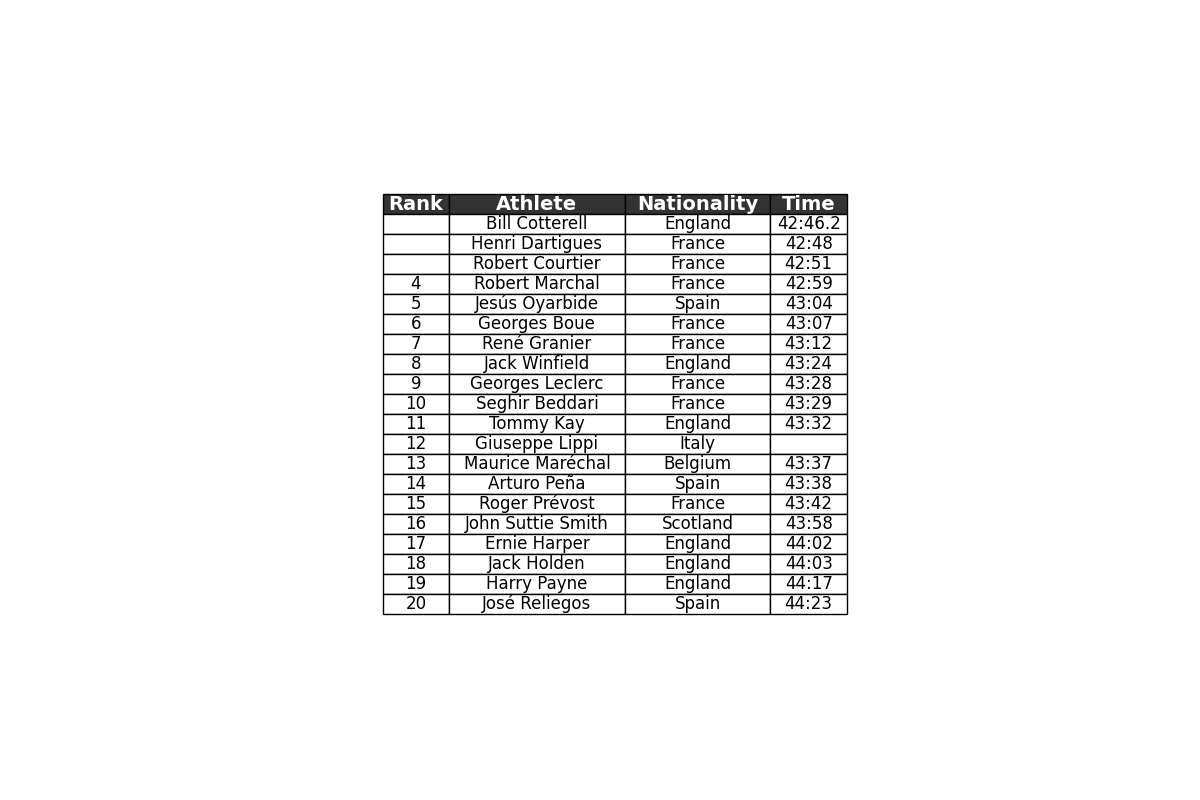 Rank Athlete Nationality Time
Bill Cotterell England 42:46.2
Henri Dartigues France 42:48
Robert Courtier France 42:51
4 Robert Marchal France 42:59
5 Jesús Oyarbide Spain 43:04
6 Georges Boue France 43:07
7 René Granier France 43:12
8 Jack Winfield England 43:24
9 Georges Leclerc France 43:28
10 Seghir Beddari France 43:29
11 Tommy Kay England 43:32
12 Giuseppe Lippi Italy
13 Maurice Maréchal Belgium 43:37
14 Arturo Peña Spain 43:38
15 Roger Prévost France 43:42
16 John Suttie Smith Scotland 43:58
17 Ernie Harper England 44:02
18 Jack Holden England 44:03
19 Harry Payne England 44:17
20 José Reliegos Spain 44:23